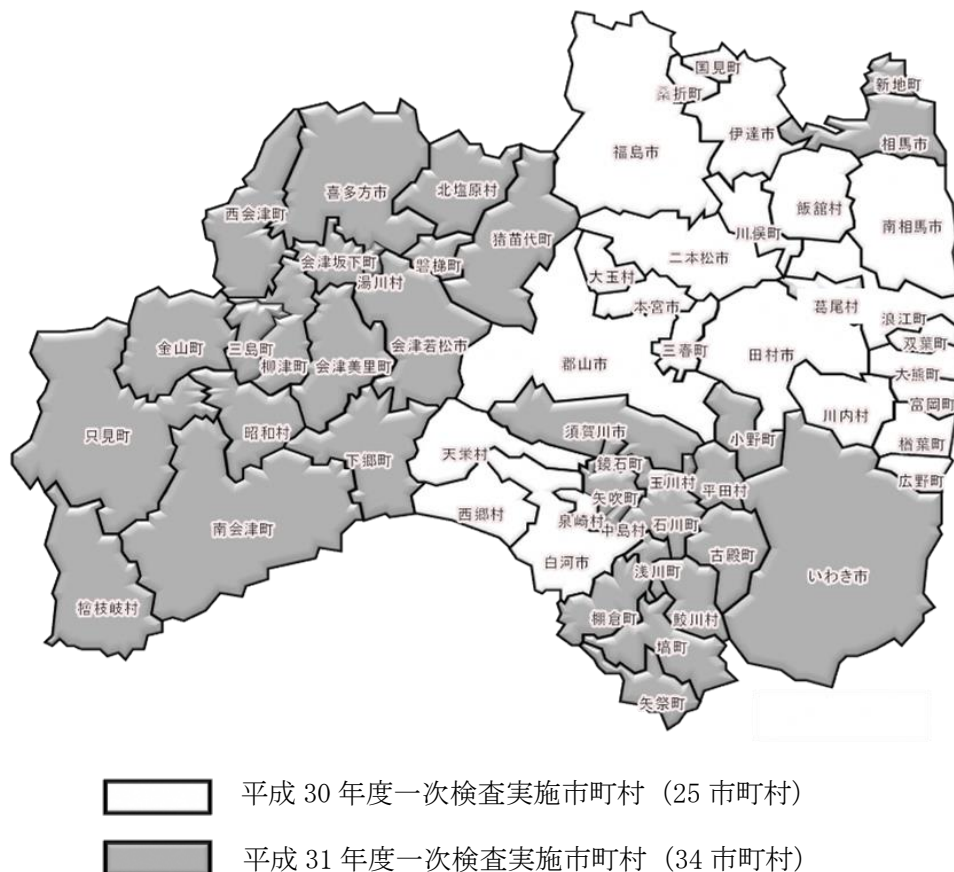 国見町
新地町
桑折町
伊達市
相馬市
福島市
喜多方市
北塩原村
飯舘村
西会津町
南相馬市
猪苗代町
川俣町
会津坂下町
磐梯町
二本松市
湯川村
大玉村
本宮市
葛尾村
浪江町
双葉町
金山町
三島町
会津若松市
三春町
田村市
柳津町
会津美里町
郡山市
大熊町
富岡町
川内村
只見町
昭和村
須賀川市
小野町
楢葉町
下郷町
天栄村
鏡石町
玉川村
平田村
広野町
矢吹町
西郷村
泉崎村
中島村
石川町
南会津町
白河市
古殿町
浅川町
いわき市
檜枝岐村
棚倉町
鮫川村
塙町
矢祭町
平成 30 年度一次検査実施市町村（25 市町村）
平成 31 年度一次検査実施市町村（34 市町村）